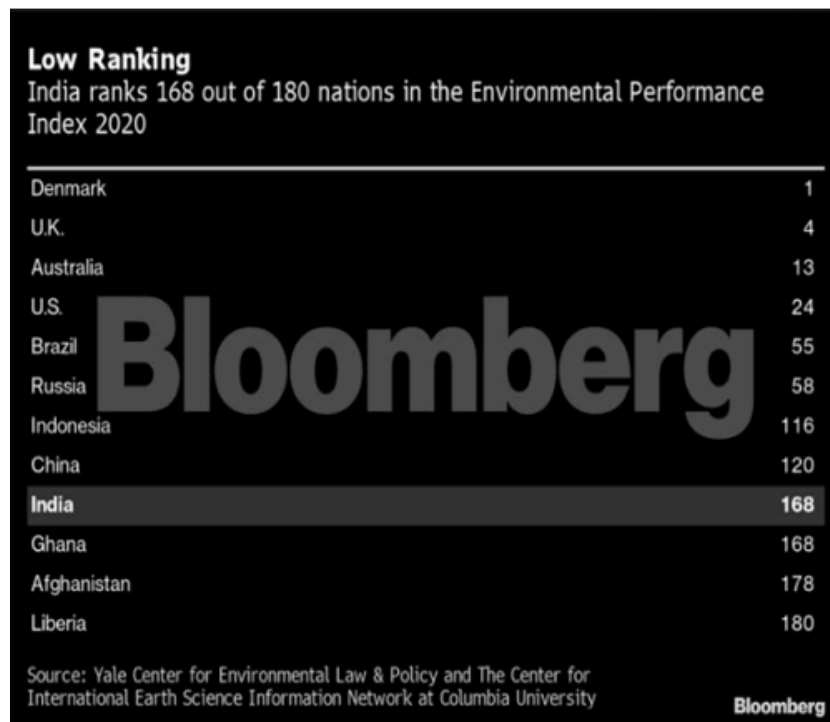 Low Ranking
India ranks 168 out of 180 nations in the Environmental Performance
Index 2020
Denmark 1
U.K. 4
Australia 13
U.S. 24
Brazil 55
Russia 58
Indonesia 116
China 120
India 168
Ghana 168
Afghanistan 178
Liberia 180
Bloomberg
Source: Yale Center for Environmental Law & Policy and The Center for
International Earth Science Information Network at Columbia University
Bloomberg